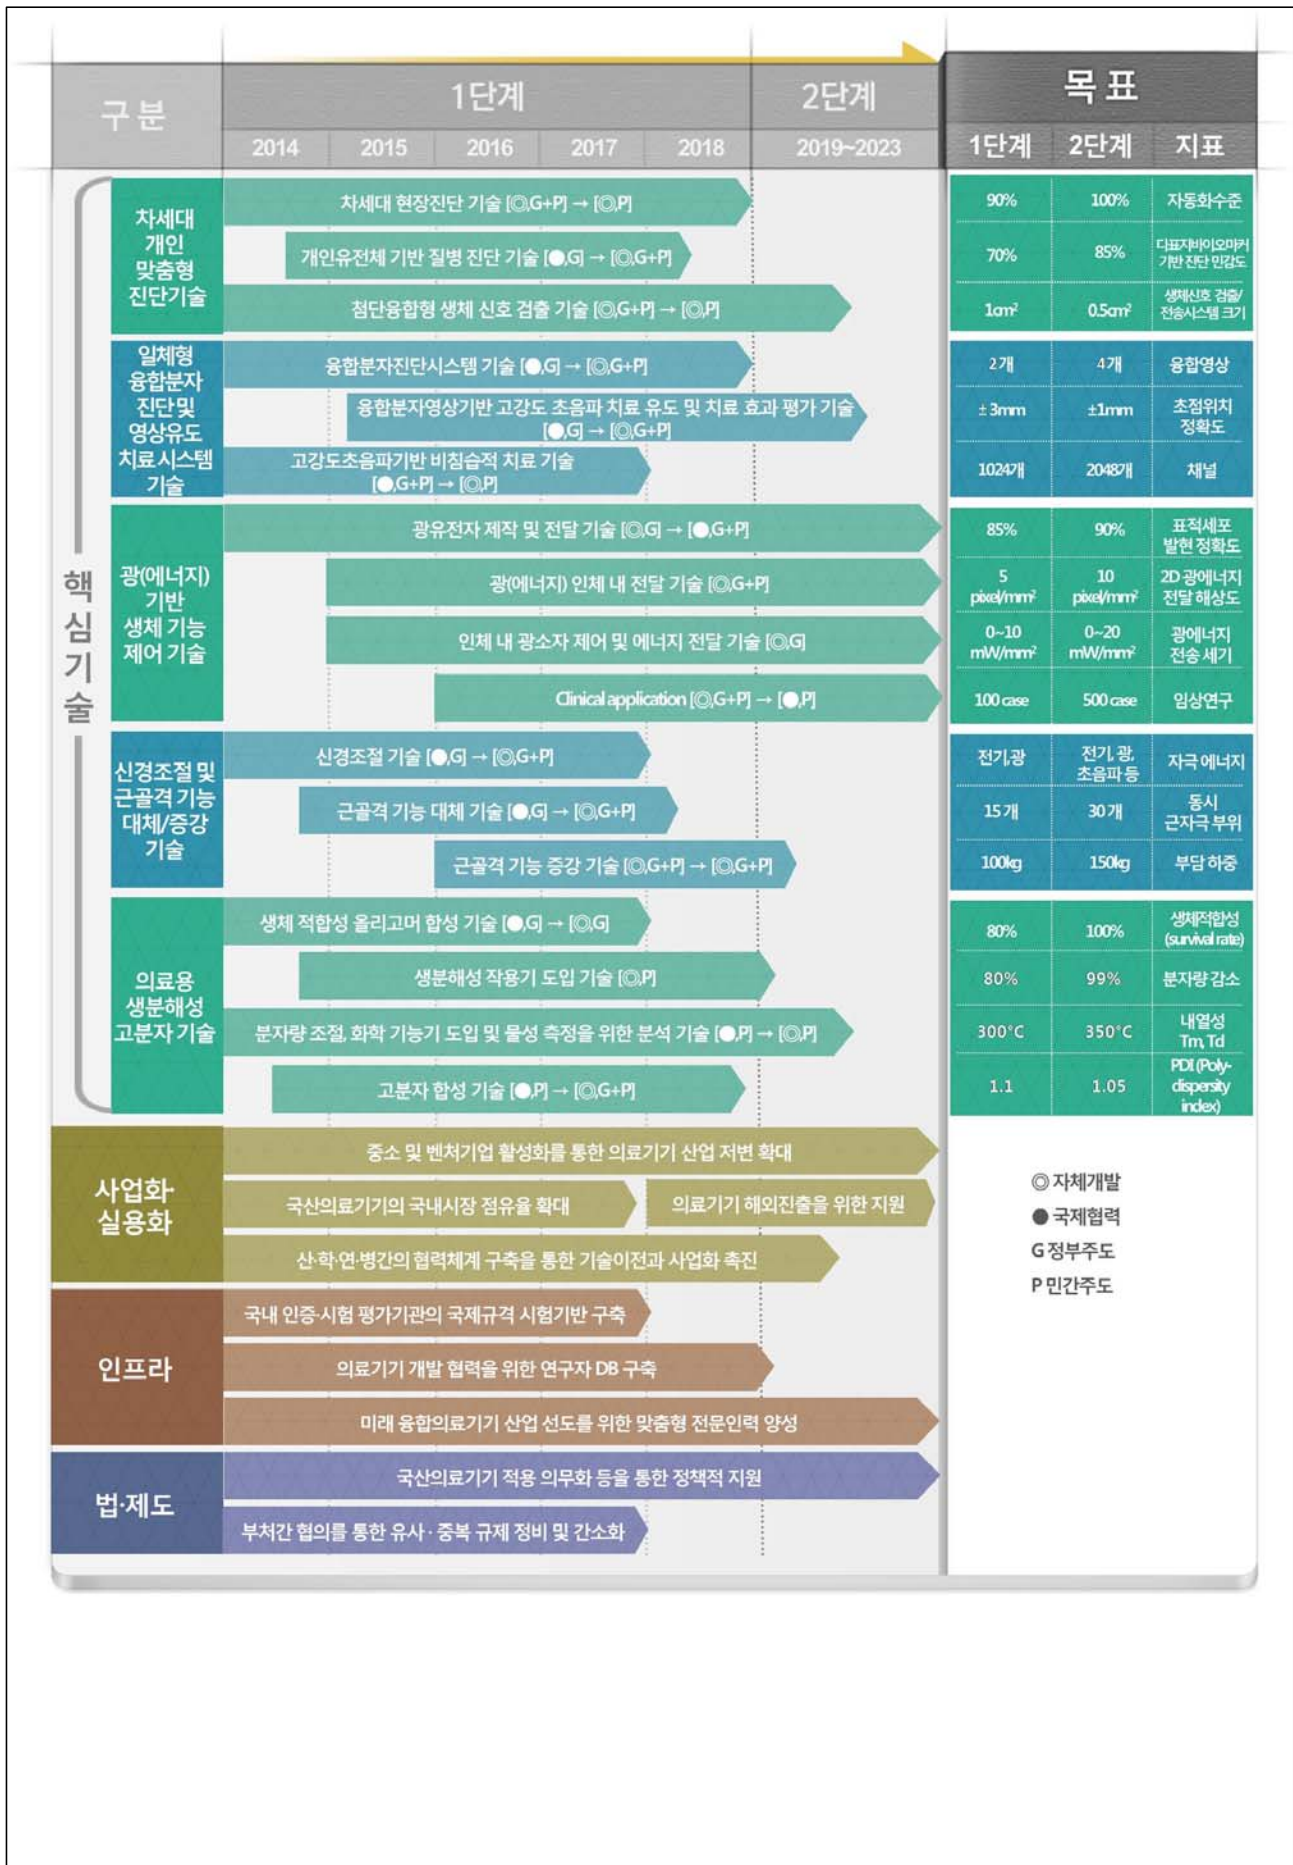 구분
1단계
2단계
목표
2014
2015
2016
2017
2018
2019~2023
1단계
2단계
지표
핵심기술
차세대
개인
맞춤형
진단기술
차세대 현장진단 기술 [◎,G+P] → [◎,P]
90%
100%
자동화수준
개인유전체 기반 질병 진단 기술 [●,G] → [◎,G+P]
70%
85%
다표지바이오마커
기반 진단 민감도
첨단융합형 생체 신호 검출 기술 [◎,G+P] → [◎,P]
1cm²
0.5cm²
생체신호 검출/
전송시스템 크기
일체형
융합분자
진단 및
영상유도
치료 시스템
기술
융합분자진단시스템 기술 [●,G] → [◎,G+P]
2개
4개
융합영상
융합분자영상기반 고강도 초음파 치료 유도 및 치료 효과 평가 기술
[●,G] → [◎,G+P]
±3mm
±1mm
초점위치
정확도
고강도초음파기반 비침습적 치료 기술
[●,G+P] → [◎,P]
1024개
2048개
채널
광(에너지)
기반
생체 기능
제어 기술
광유전자 제작 및 전달 기술 [◎,G] → [●,G+P]
85%
90%
표적세포
발현 정확도
광(에너지) 인체 내 전달 기술 [◎,G+P]
5
pixel/mm²
10
pixel/mm²
2D 광에너지
전달 해상도
인체 내 광소자 제어 및 에너지 전달 기술 [◎,G]
0~10
mW/mm²
0~20
mW/mm²
광에너지
전송 세기
Clinical application [◎,G+P] → [●,P]
100 case
500 case
임상연구
신경조절 및
근골격 기능
대체/증강
기술
신경조절 기술 [●,G] → [◎,G+P]
전기,광
전기, 광,
초음파 등
자극 에너지
근골격 기능 대체 기술 [●,G] → [◎,G+P]
15개
30개
동시
근자극 부위
근골격 기능 증강 기술 [◎,G+P] → [◎,G+P]
100kg
150kg
부담 하중
의료용
생분해성
고분자 기술
생체 적합성 올리고머 합성 기술 [●,G] → [◎,G]
80%
100%
생체적합성
(survival rate)
생분해성 작용기 도입 기술 [◎,P]
80%
99%
분자량 감소
분자량 조절, 화학 기능기 도입 및 물성 측정을 위한 분석 기술 [●,P] → [◎,P]
300°C
350°C
내열성
Tm, Td
고분자 합성 기술 [●,P] → [◎,G+P]
1.1
1.05
PDI (Poly-
dispersity
index)
사업화·
실용화
중소 및 벤처기업 활성화를 통한 의료기기 산업 저변 확대
국산의료기기의 국내시장 점유율 확대
의료기기 해외진출을 위한 지원
산·학·연·병간의 협력체계 구축을 통한 기술이전과 사업화 촉진
◎ 자체개발
● 국제협력
G 정부주도
P 민간주도
인프라
국내 인증·시험 평가기관의 국제규격 시험기반 구축
의료기기 개발 협력을 위한 연구자 DB 구축
미래 융합의료기기 산업 선도를 위한 맞춤형 전문인력 양성
법·제도
국산의료기기 적용 의무화 등을 통한 정책적 지원
부처간 협의를 통한 유사 · 중복 규제 정비 및 간소화